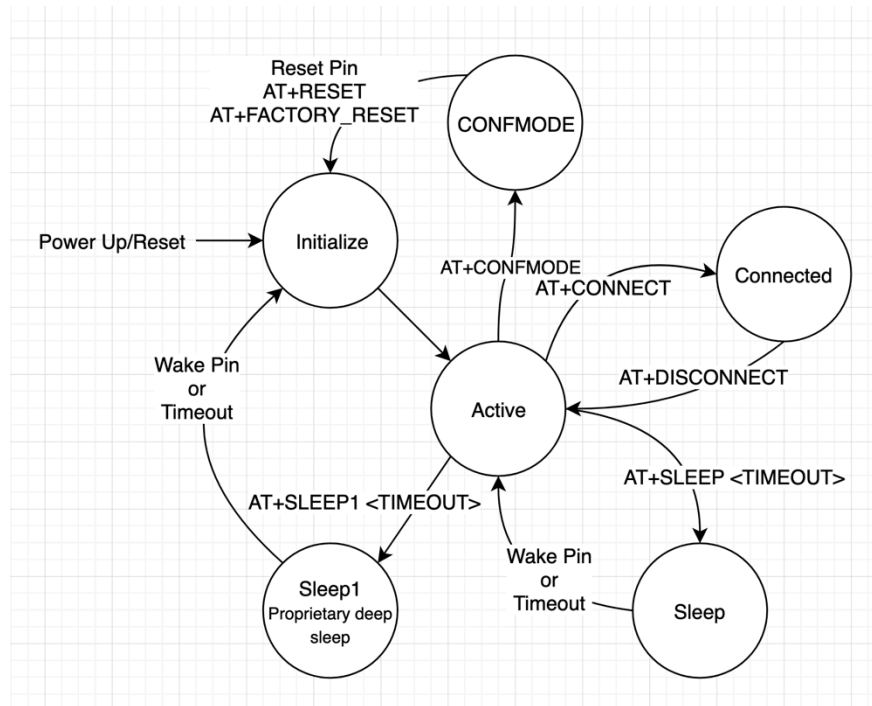 Reset Pin
AT+RESET
AT+FACTORY_RESET
CONFMODE
Power Up/Reset
Initialize
AT+CONFMODE
AT+CONNECT
Connected
Wake Pin
or
Timeout
AT+DISCONNECT
Active
AT+SLEEP <TIMEOUT>
AT+SLEEP1 <TIMEOUT>
Wake Pin
or
Timeout
Sleep1
Proprietary deep
sleep
Sleep